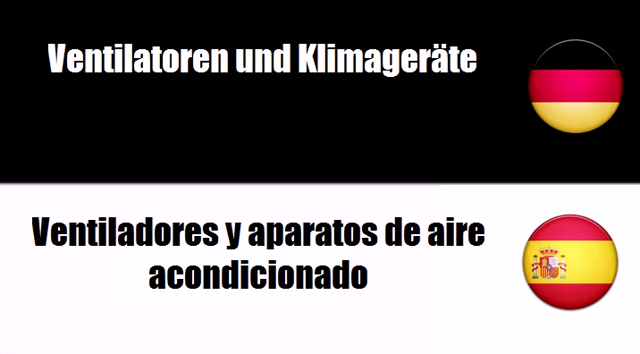 Ventilatoren und Klimageräte
Ventiladores y aparatos de aire
acondicionado